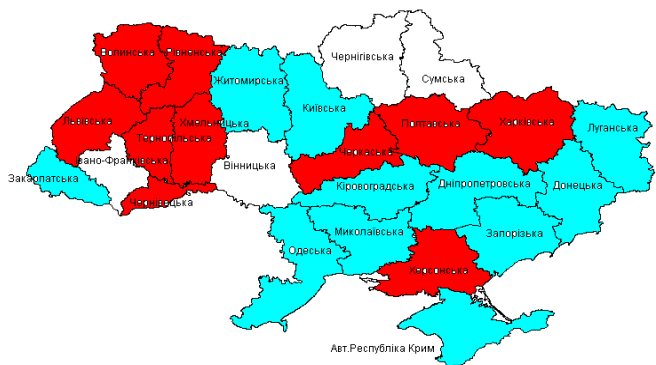 Волинська
Рівненська
Чернігівська
Сумська
Житомирська
Київська
Львівська
Хмельницька
Тернопільська
Полтавська
Харківська
Луганська
Івано-Франківська
Вінницька
Черкаська
Закарпатська
Кіровоградська
Дніпропетровська
Донецька
Чернівецька
Миколаївська
Запорізька
Одеська
Херсонська
Авт.Республіка Крим